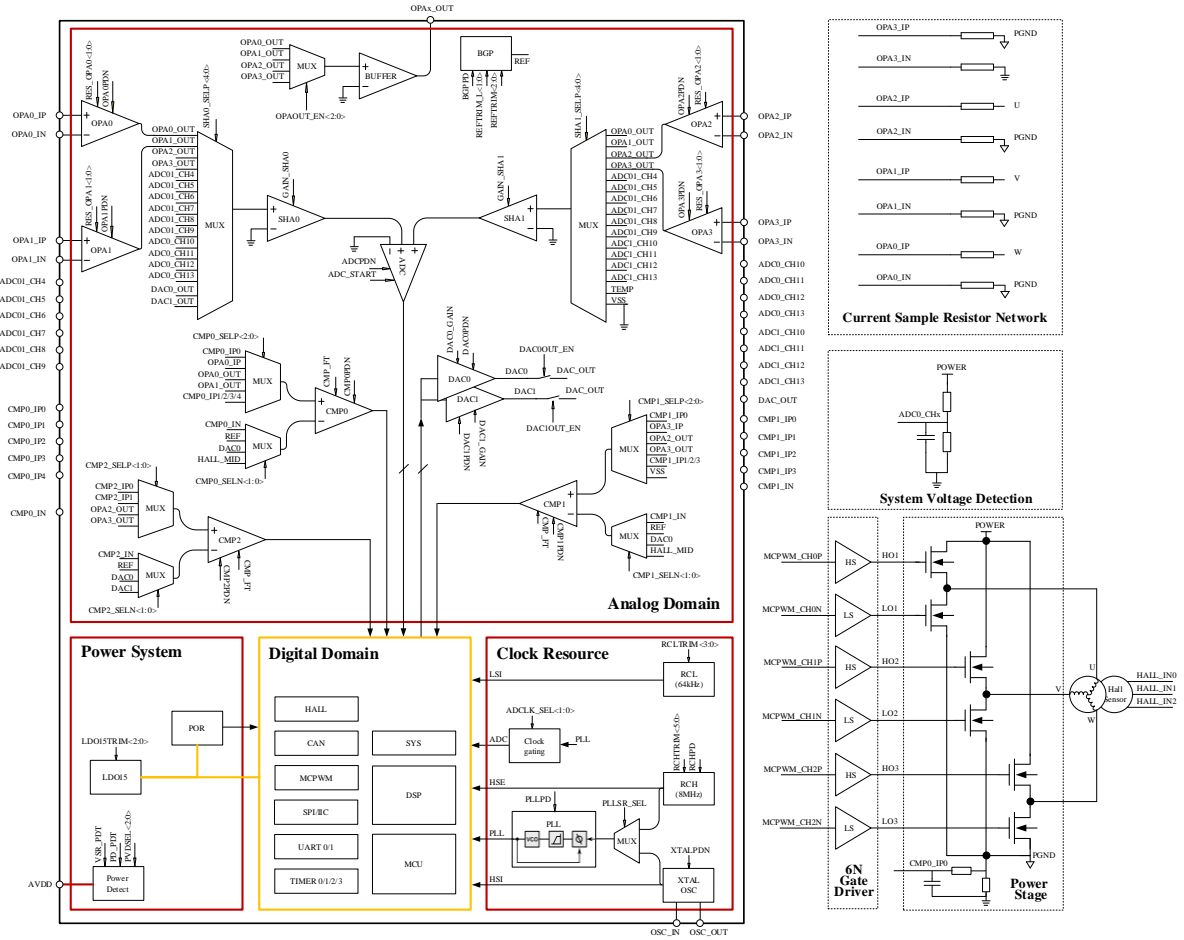 OPAx_OUT
OPA0_OUT
OPA1_OUT
OPA2_OUT
OPA3_OUT
MUX
BUFFER
OPAOUT_EN<2:0>
BGP
REF
BGPPD
REFTRIM_L<1:0>
REFTRIM<2:0>
RES_OPA0<1:0>
OPA0PDN
OPA0_IP
OPA0_IN
OPA0
SHA0_SELP<4:0>
OPA0_OUT
OPA1_OUT
OPA2_OUT
OPA3_OUT
ADC01_CH4
ADC01_CH5
ADC01_CH6
ADC01_CH7
ADC01_CH8
ADC01_CH9
ADC0_CH10
ADC0_CH11
ADC0_CH12
ADC0_CH13
DAC0_OUT
DAC1_OUT
MUX
RES_OPA1<1:0>
OPA1PDN
OPA1_IP
OPA1_IN
OPA1
GAIN_SHA0
SHA0
GAIN_SHA1
SHA1
ADCPDN
ADC_START
ADC
SHA1_SELP<4:0>
MUX
OPA0_OUT
OPA1_OUT
OPA2_OUT
OPA3_OUT
ADC01_CH4
ADC01_CH5
ADC01_CH6
ADC01_CH7
ADC01_CH8
ADC01_CH9
ADC1_CH10
ADC1_CH11
ADC1_CH12
ADC1_CH13
TEMP
VSS
OPA2PDN
RES_OPA2<1:0>
OPA2
OPA2_IP
OPA2_IN
OPA3PDN
RES_OPA3<1:0>
OPA3
OPA3_IP
OPA3_IN
ADC01_CH4
ADC01_CH5
ADC01_CH6
ADC01_CH7
ADC01_CH8
ADC01_CH9
CMP0_IP0
CMP0_IP1
CMP0_IP2
CMP0_IP3
CMP0_IP4
CMP0_IN
ADC0_CH10
ADC0_CH11
ADC0_CH12
ADC0_CH13
ADC1_CH10
ADC1_CH11
ADC1_CH12
ADC1_CH13
DAC_OUT
CMP1_IP0
CMP1_IP1
CMP1_IP2
CMP1_IP3
CMP1_IN
CMP0_SELP<2:0>
CMP0_IP0
OPA0_IP
OPA0_OUT
OPA1_OUT
CMP0_IP1/2/3/4
MUX
CMP_FT
CMP0PDN
CMP0
CMP0_IN
REF
DAC0
HALL_MID
MUX
CMP0_SELN<1:0>
DAC0_GAIN
DAC0PDN
DAC0
DAC1
DAC1PDN
DAC1_GAIN
DAC0OUT_EN
DAC0
DAC_OUT
DAC1
DAC_OUT
DAC1OUT_EN
CMP1_SELP<2:0>
MUX
CMP1_IP0
OPA3_IP
OPA2_OUT
OPA3_OUT
CMP1_IP1/2/3
VSS
CMP1
CMP_FT
CMP1PDN
MUX
CMP1_IN
REF
DAC0
HALL_MID
CMP1_SELN<1:0>
CMP2_SELP<1:0>
CMP2_IP0
CMP2_IP1
OPA2_OUT
OPA3_OUT
MUX
CMP2
CMP2_IN
REF
DAC0
DAC1
MUX
CMP2_SELN<1:0>
CMP2PDN
CMP_FT
Analog Domain
Power System
POR
LDO15TRIM<2:0>
LDO15
VSR_PDT
PD_PDT
PVDSEL<2:0>
Power
Detect
AVDD
Digital Domain
HALL
CAN
MCPWM
SPI/IIC
UART 0/1
TIMER 0/1/2/3
SYS
DSP
MCU
Clock Resource
RCLTRIM<3:0>
LSI
RCL
(64kHz)
ADCLK_SEL<1:0>
ADC
Clock
gating
PLL
RCHTRIM<5:0>
RCHPD
HSE
RCH
(8MHz)
PLLPD
PLLSR_SEL
PLL
PLL
VCO
MUX
XTALPDN
HSI
XTAL
OSC
OSC_IN
OSC_OUT
OPA3_IP
PGND
OPA3_IN
OPA2_IP
U
OPA2_IN
PGND
OPA1_IP
V
OPA1_IN
PGND
OPA0_IP
W
OPA0_IN
PGND
Current Sample Resistor Network
POWER
ADC0_CHx
System Voltage Detection
MCPWM_CH0P
HS
HO1
MCPWM_CH0N
LS
LO1
MCPWM_CH1P
HS
HO2
MCPWM_CH1N
LS
LO2
MCPWM_CH2P
HS
HO3
MCPWM_CH2N
LS
LO3
6N
Gate
Driver
POWER
U
V
W
Hall
Sensor
HALL_IN0
HALL_IN1
HALL_IN2
PGND
CMP0_IP0
Power
Stage